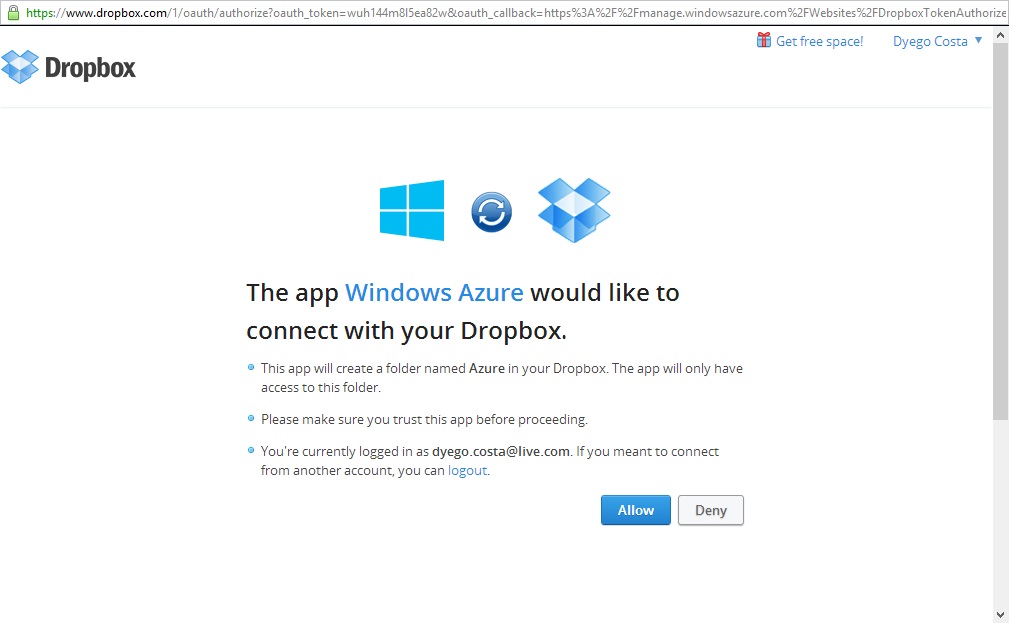 https://www.dropbox.com/1/oauth/authorize?oauth_token=wuh144m8l5ea82w&oauth_callback=https%3A%2F%2Fmanage.windowsazure.com%2FWebsites%2FDropboxTokenAuthorize
Get free space! Dyego Costa
Dropbox
The app Windows Azure would like to
connect with your Dropbox.
This app will create a folder named Azure in your Dropbox. The app will only have
access to this folder.
Please make sure you trust this app before proceeding.
You're currently logged in as dyego.costa@live.com. If you meant to connect
from another account, you can logout.
Allow Deny